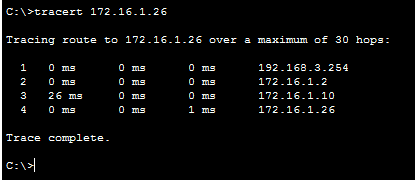 C:\>tracert 172.16.1.26
Tracing route to 172.16.1.26 over a maximum of 30 hops:
1 0 ms 0 ms 0 ms 192.168.3.254
2 0 ms 0 ms 0 ms 172.16.1.2
3 26 ms 0 ms 0 ms 172.16.1.10
4 0 ms 0 ms 1 ms 172.16.1.26
Trace complete.
C:\>